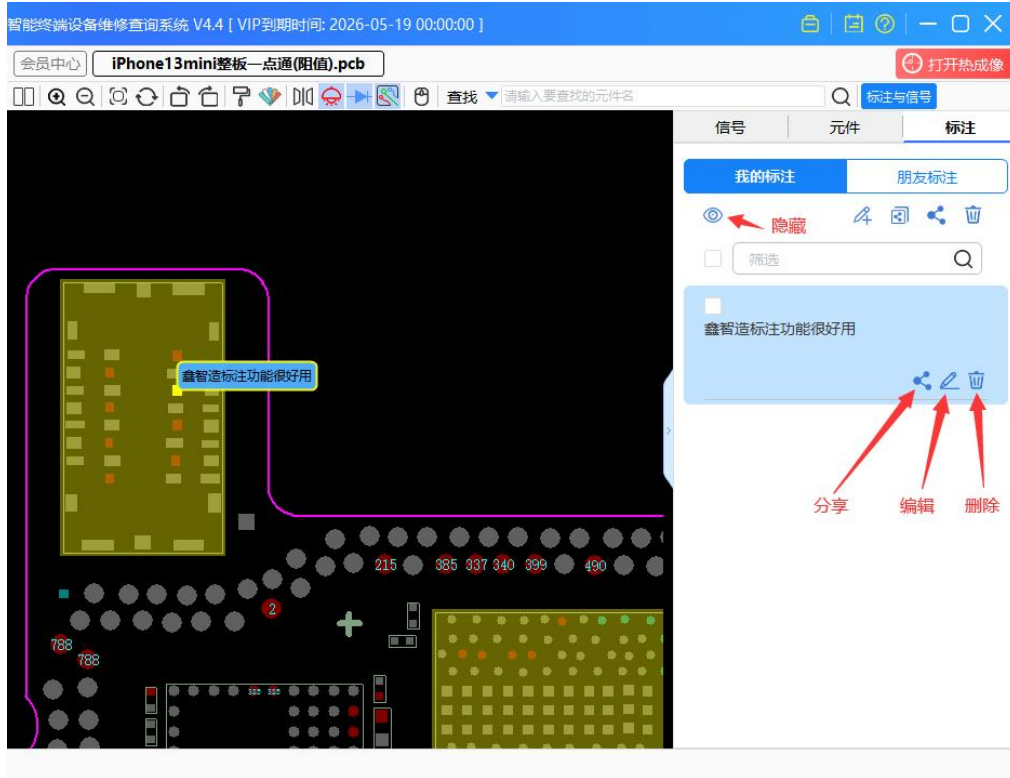 智能终端设备维修查询系统 V4.4 [ VIP到期时间: 2026-05-19 00:00:00 ]
会员中心 iPhone13mini整板一点通(阻值).pcb 打开热成像
查找 请输入要查找的元件名 标注与信号
信号 元件 标注
我的标注 朋友标注
隐藏
筛选
鑫智造标注功能很好用
鑫智造标注功能很好用
分享 编辑 删除
215 385 337 340 399 490
2
788
788